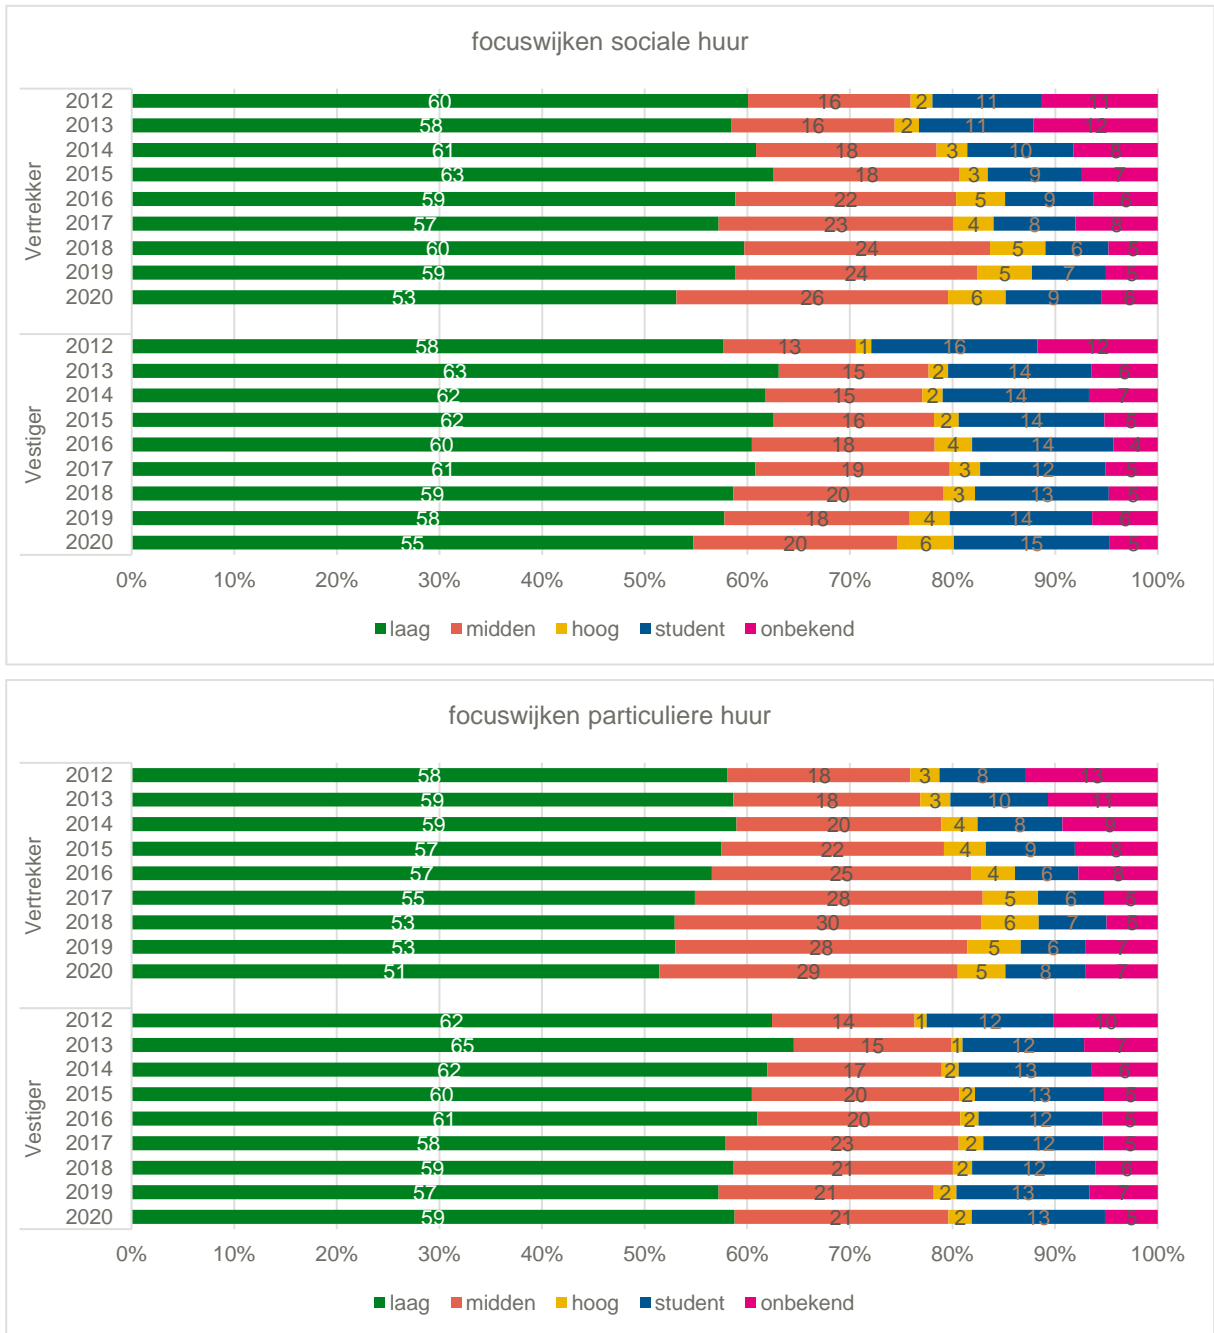 focuswijken sociale huur
Vertrekker
2012 60 16 2 11 11
2013 58 16 2 11 12
2014 61 18 3 10 8
2015 63 18 3 9 7
2016 59 22 5 9 6
2017 57 23 4 8 8
2018 60 24 5 6 5
2019 59 24 5 7 5
2020 53 26 6 9 6
Vestiger
2012 58 13 1 16 12
2013 63 15 2 14 6
2014 62 15 2 14 7
2015 62 16 2 14 5
2016 60 18 4 14 4
2017 61 19 3 12 5
2018 59 20 3 13 5
2019 58 18 4 14 6
2020 55 20 6 15 5
0% 10% 20% 30% 40% 50% 60% 70% 80% 90% 100%
laag midden hoog student onbekend
focuswijken particuliere huur
Vertrekker
2012 58 18 3 8 13
2013 59 18 3 10 11
2014 59 20 4 8 9
2015 57 22 4 9 8
2016 57 25 4 6 8
2017 55 28 5 6 5
2018 53 30 6 7 5
2019 53 28 5 6 7
2020 51 29 5 8 7
Vestiger
2012 62 14 1 12 10
2013 65 15 1 12 7
2014 62 17 2 13 6
2015 60 20 2 13 5
2016 61 20 2 12 5
2017 58 23 2 12 5
2018 59 21 2 12 6
2019 57 21 2 13 7
2020 59 21 2 13 5
0% 10% 20% 30% 40% 50% 60% 70% 80% 90% 100%
laag midden hoog student onbekend